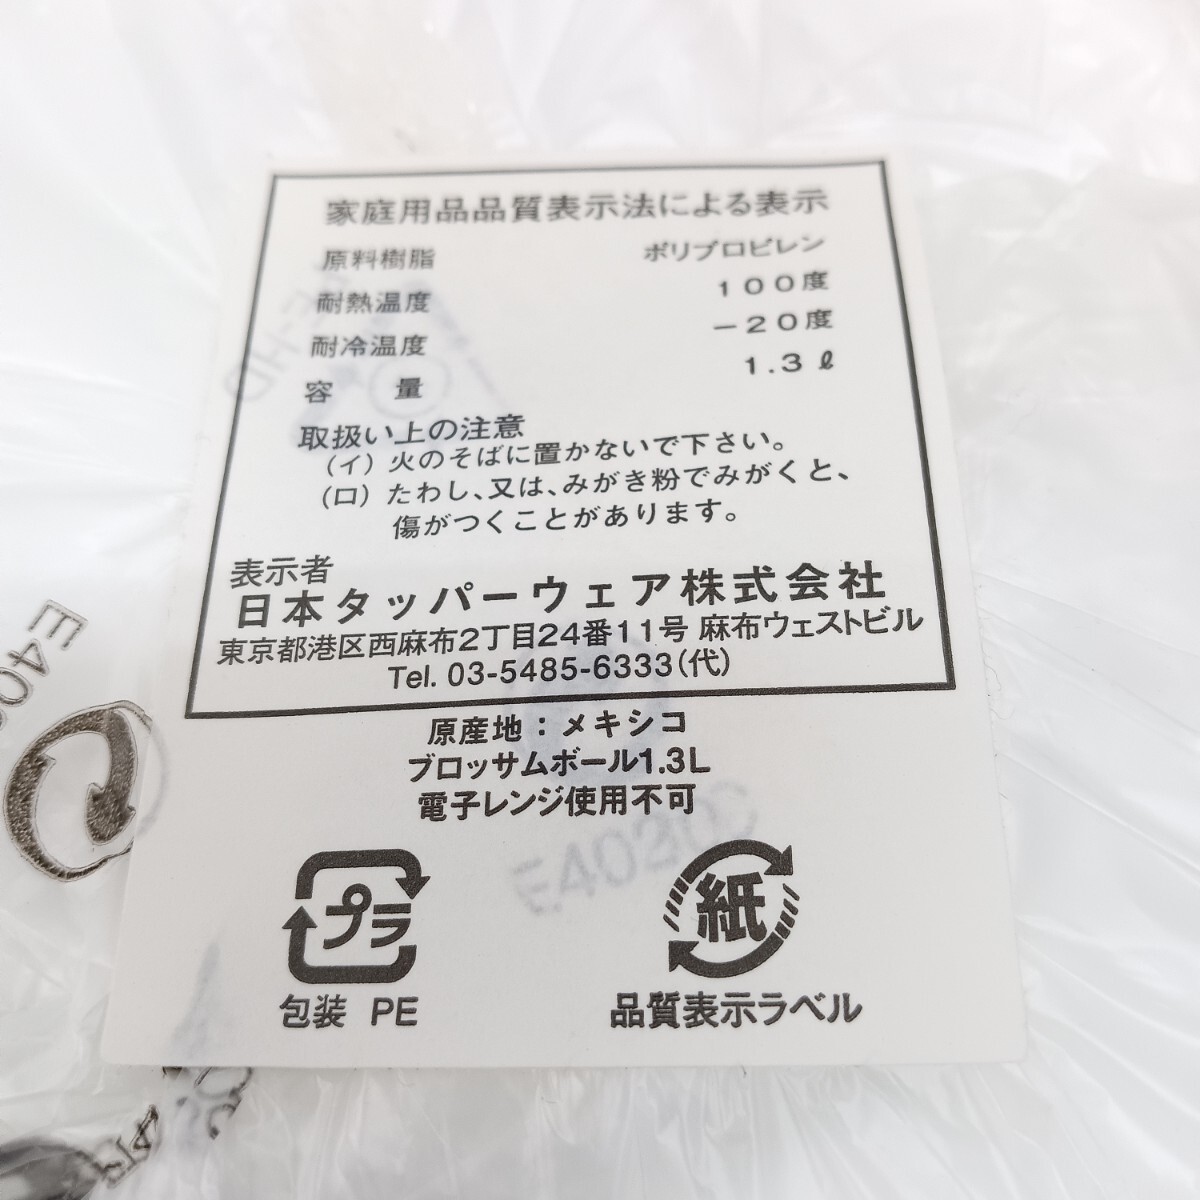 家庭用品品質表示法による表示
原料樹脂 ポリプロピレン
耐熱温度 100度
耐冷温度 －20度
容量 1.3ℓ
取扱い上の注意
（イ）火のそばに置かないで下さい。
（ロ）たわし、又は、みがき粉でみがくと、
傷がつくことがあります。
表示者
日本タッパーウェア株式会社
東京都港区西麻布2丁目24番11号 麻布ウェストビル
Tel. 03-5485-6333（代）
原産地：メキシコ
ブロッサムボール1.3L
電子レンジ使用不可
プラ
包装 PE
紙
品質表示ラベル